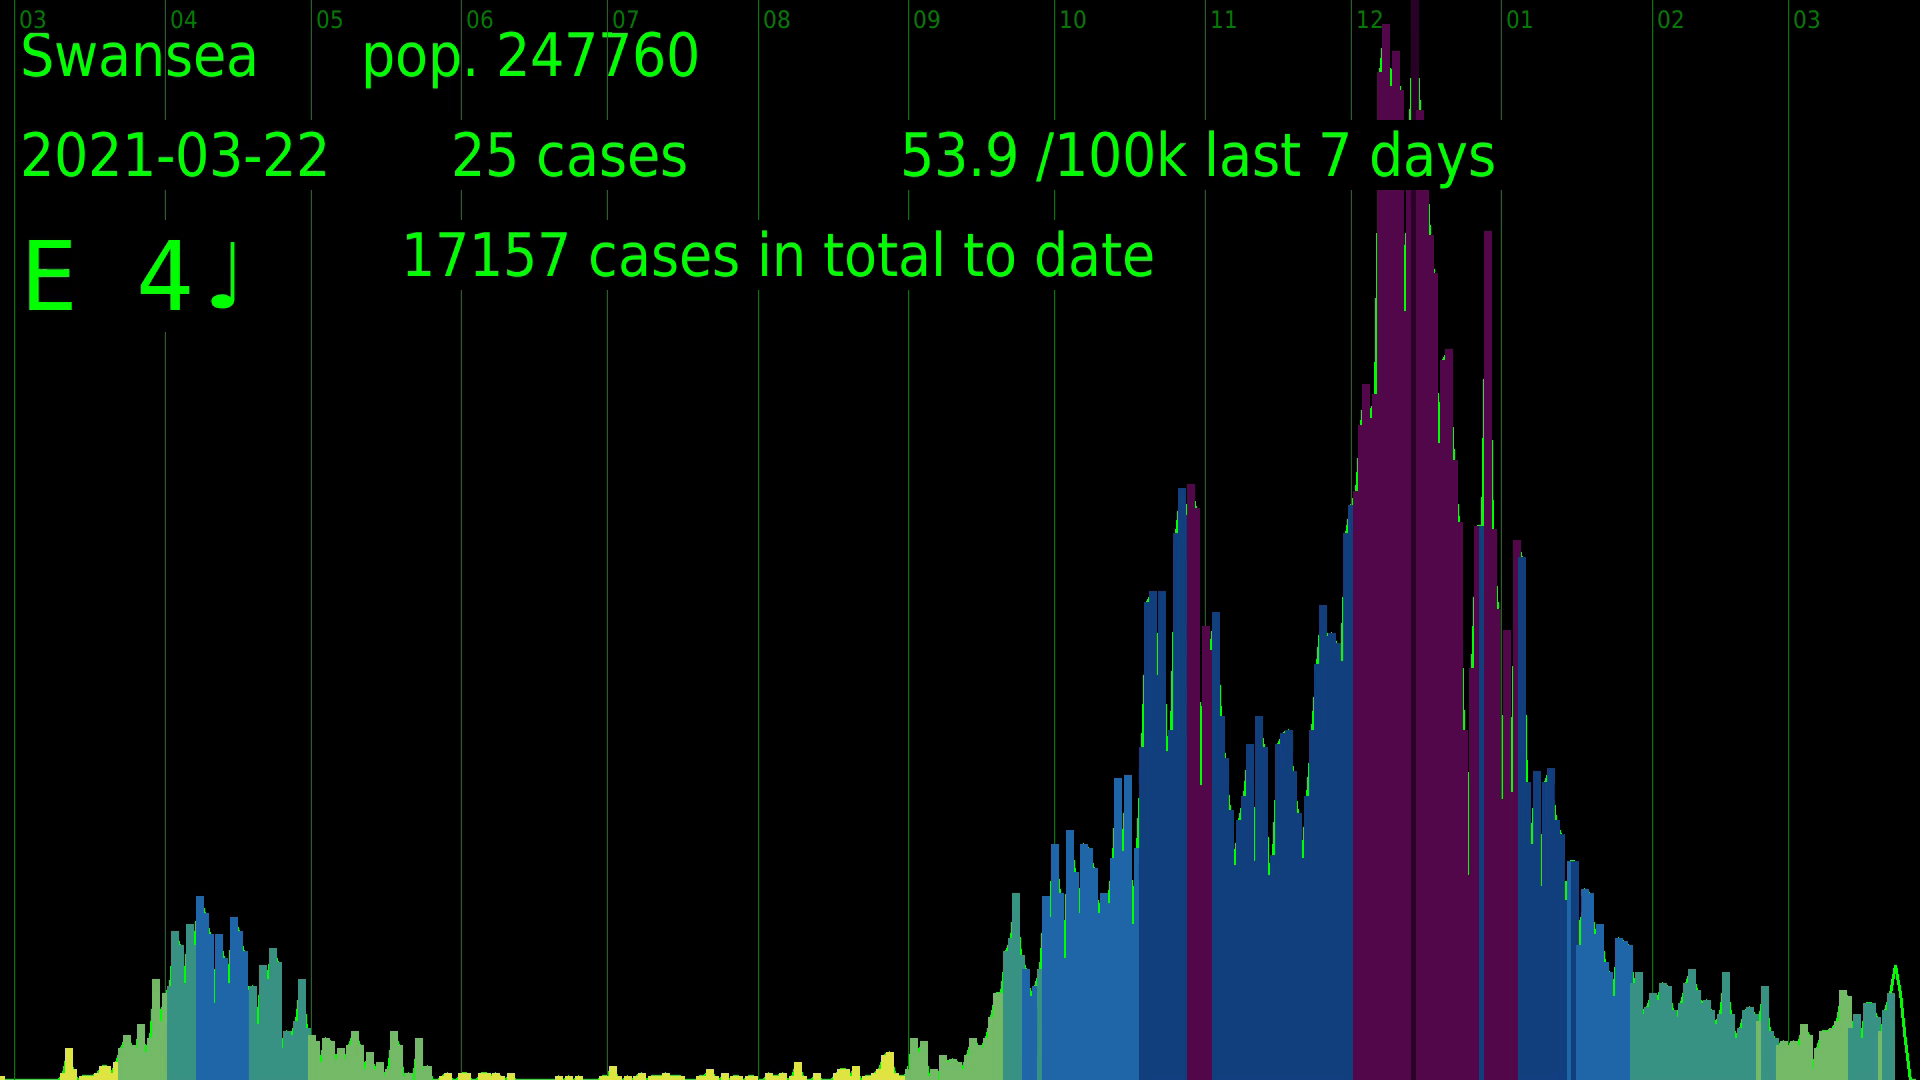 03 04 05 06 07 08 09 10 11 12 01 02 03
Swansea pop. 247760
2021-03-22 25 cases 53.9 /100k last 7 days
E 4♩ 17157 cases in total to date